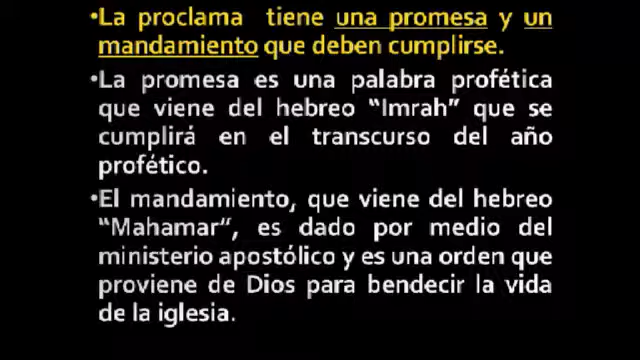 •La proclama tiene una promesa y un
mandamiento que deben cumplirse.
•La promesa es una palabra profética
que viene del hebreo “Imrah” que se
cumplirá en el transcurso del año
profético.
•El mandamiento, que viene del hebreo
“Mahamar”, es dado por medio del
ministerio apostólico y es una orden que
proviene de Dios para bendecir la vida
de la iglesia.